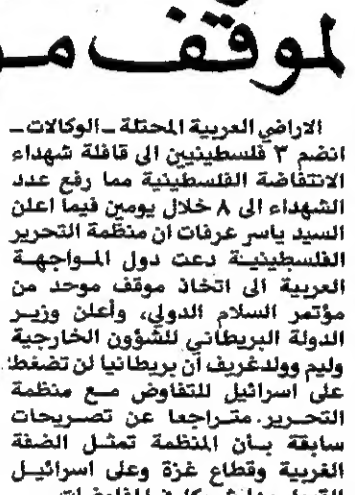 لموقف
الاراضي العربية المحتلة ـ الوكالات ـ
انضم ٣ فلسطينيين الى قافلة شهداء
الانتفاضة الفلسطينية مما رفع عدد
الشهداء الى ٨ خلال يومين فيما اعلن
السيد ياسر عرفات ان منظمة التحرير
الفلسطينية دعت دول المواجهة
العربية الى اتخاذ موقف موحد من
مؤتمر السلام الدولي، وأعلن وزير
الدولة البريطاني للشؤون الخارجية
وليم وولدغريف أن بريطانيا لن تضغط
على اسرائيل للتفاوض مع منظمة
التحرير. متراجعا عن تصريحات
سابقة بأن المنظمة تمثل الضفة
الغربية وقطاع غزة وعلى اسرائيل